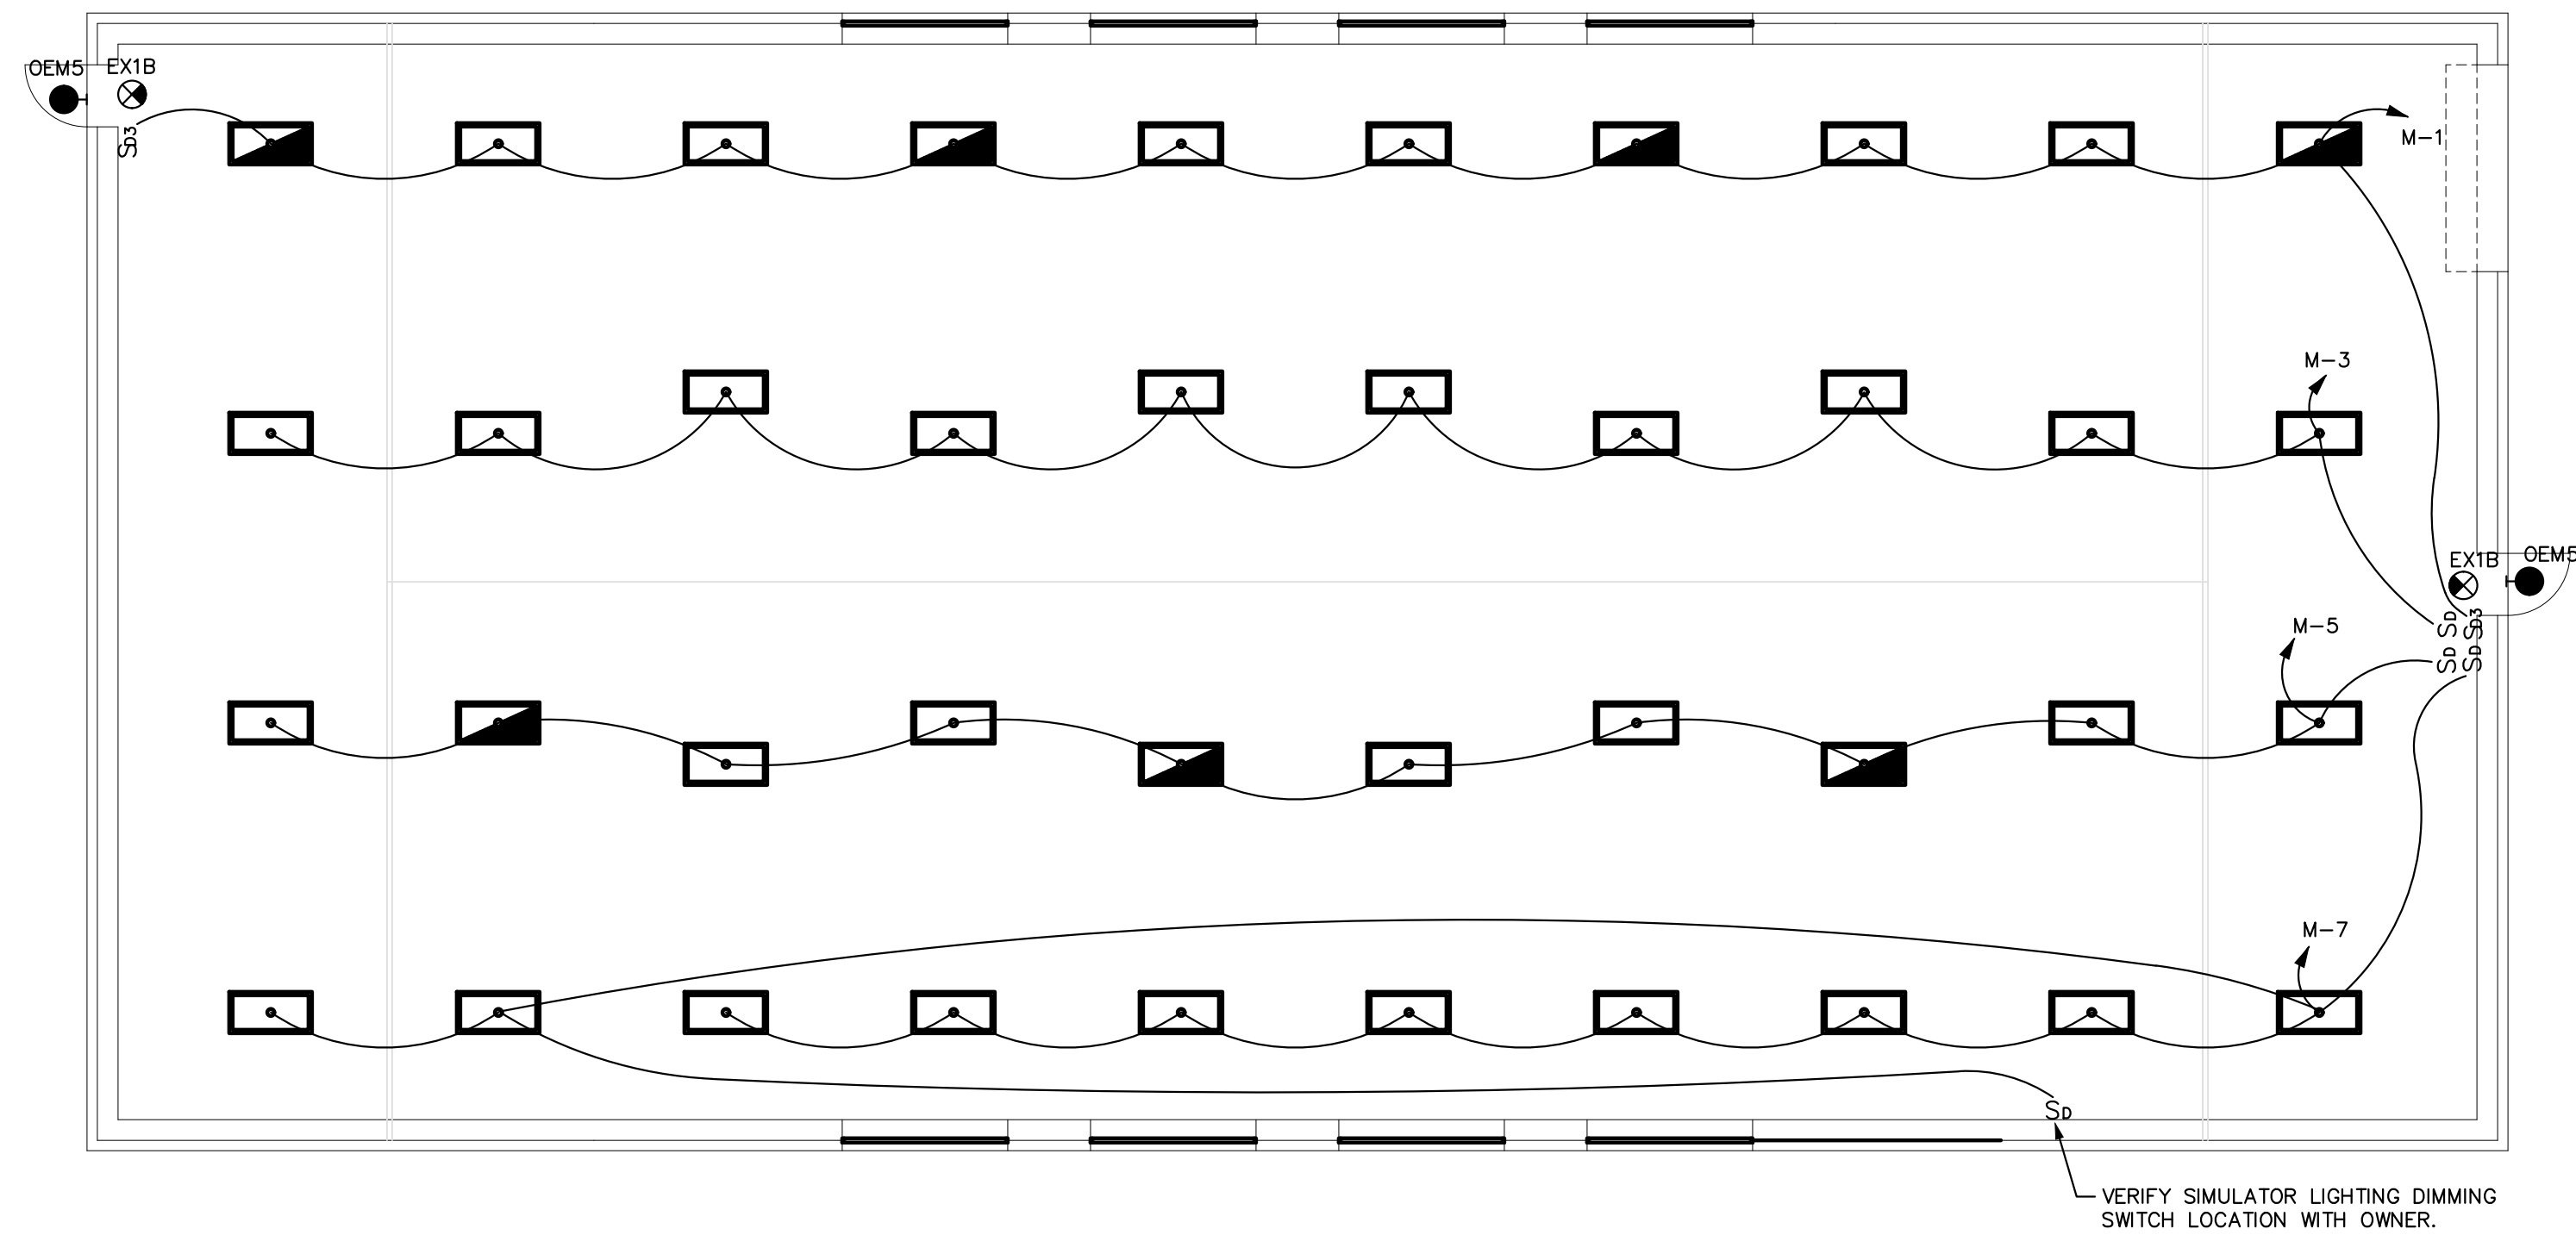 OEM5
EX1B
SD3
M-1
M-3
EX1B
OEM5
SD
SD3
M-5
SD
SD
M-7
SD
VERIFY SIMULATOR LIGHTING DIMMING
SWITCH LOCATION WITH OWNER.